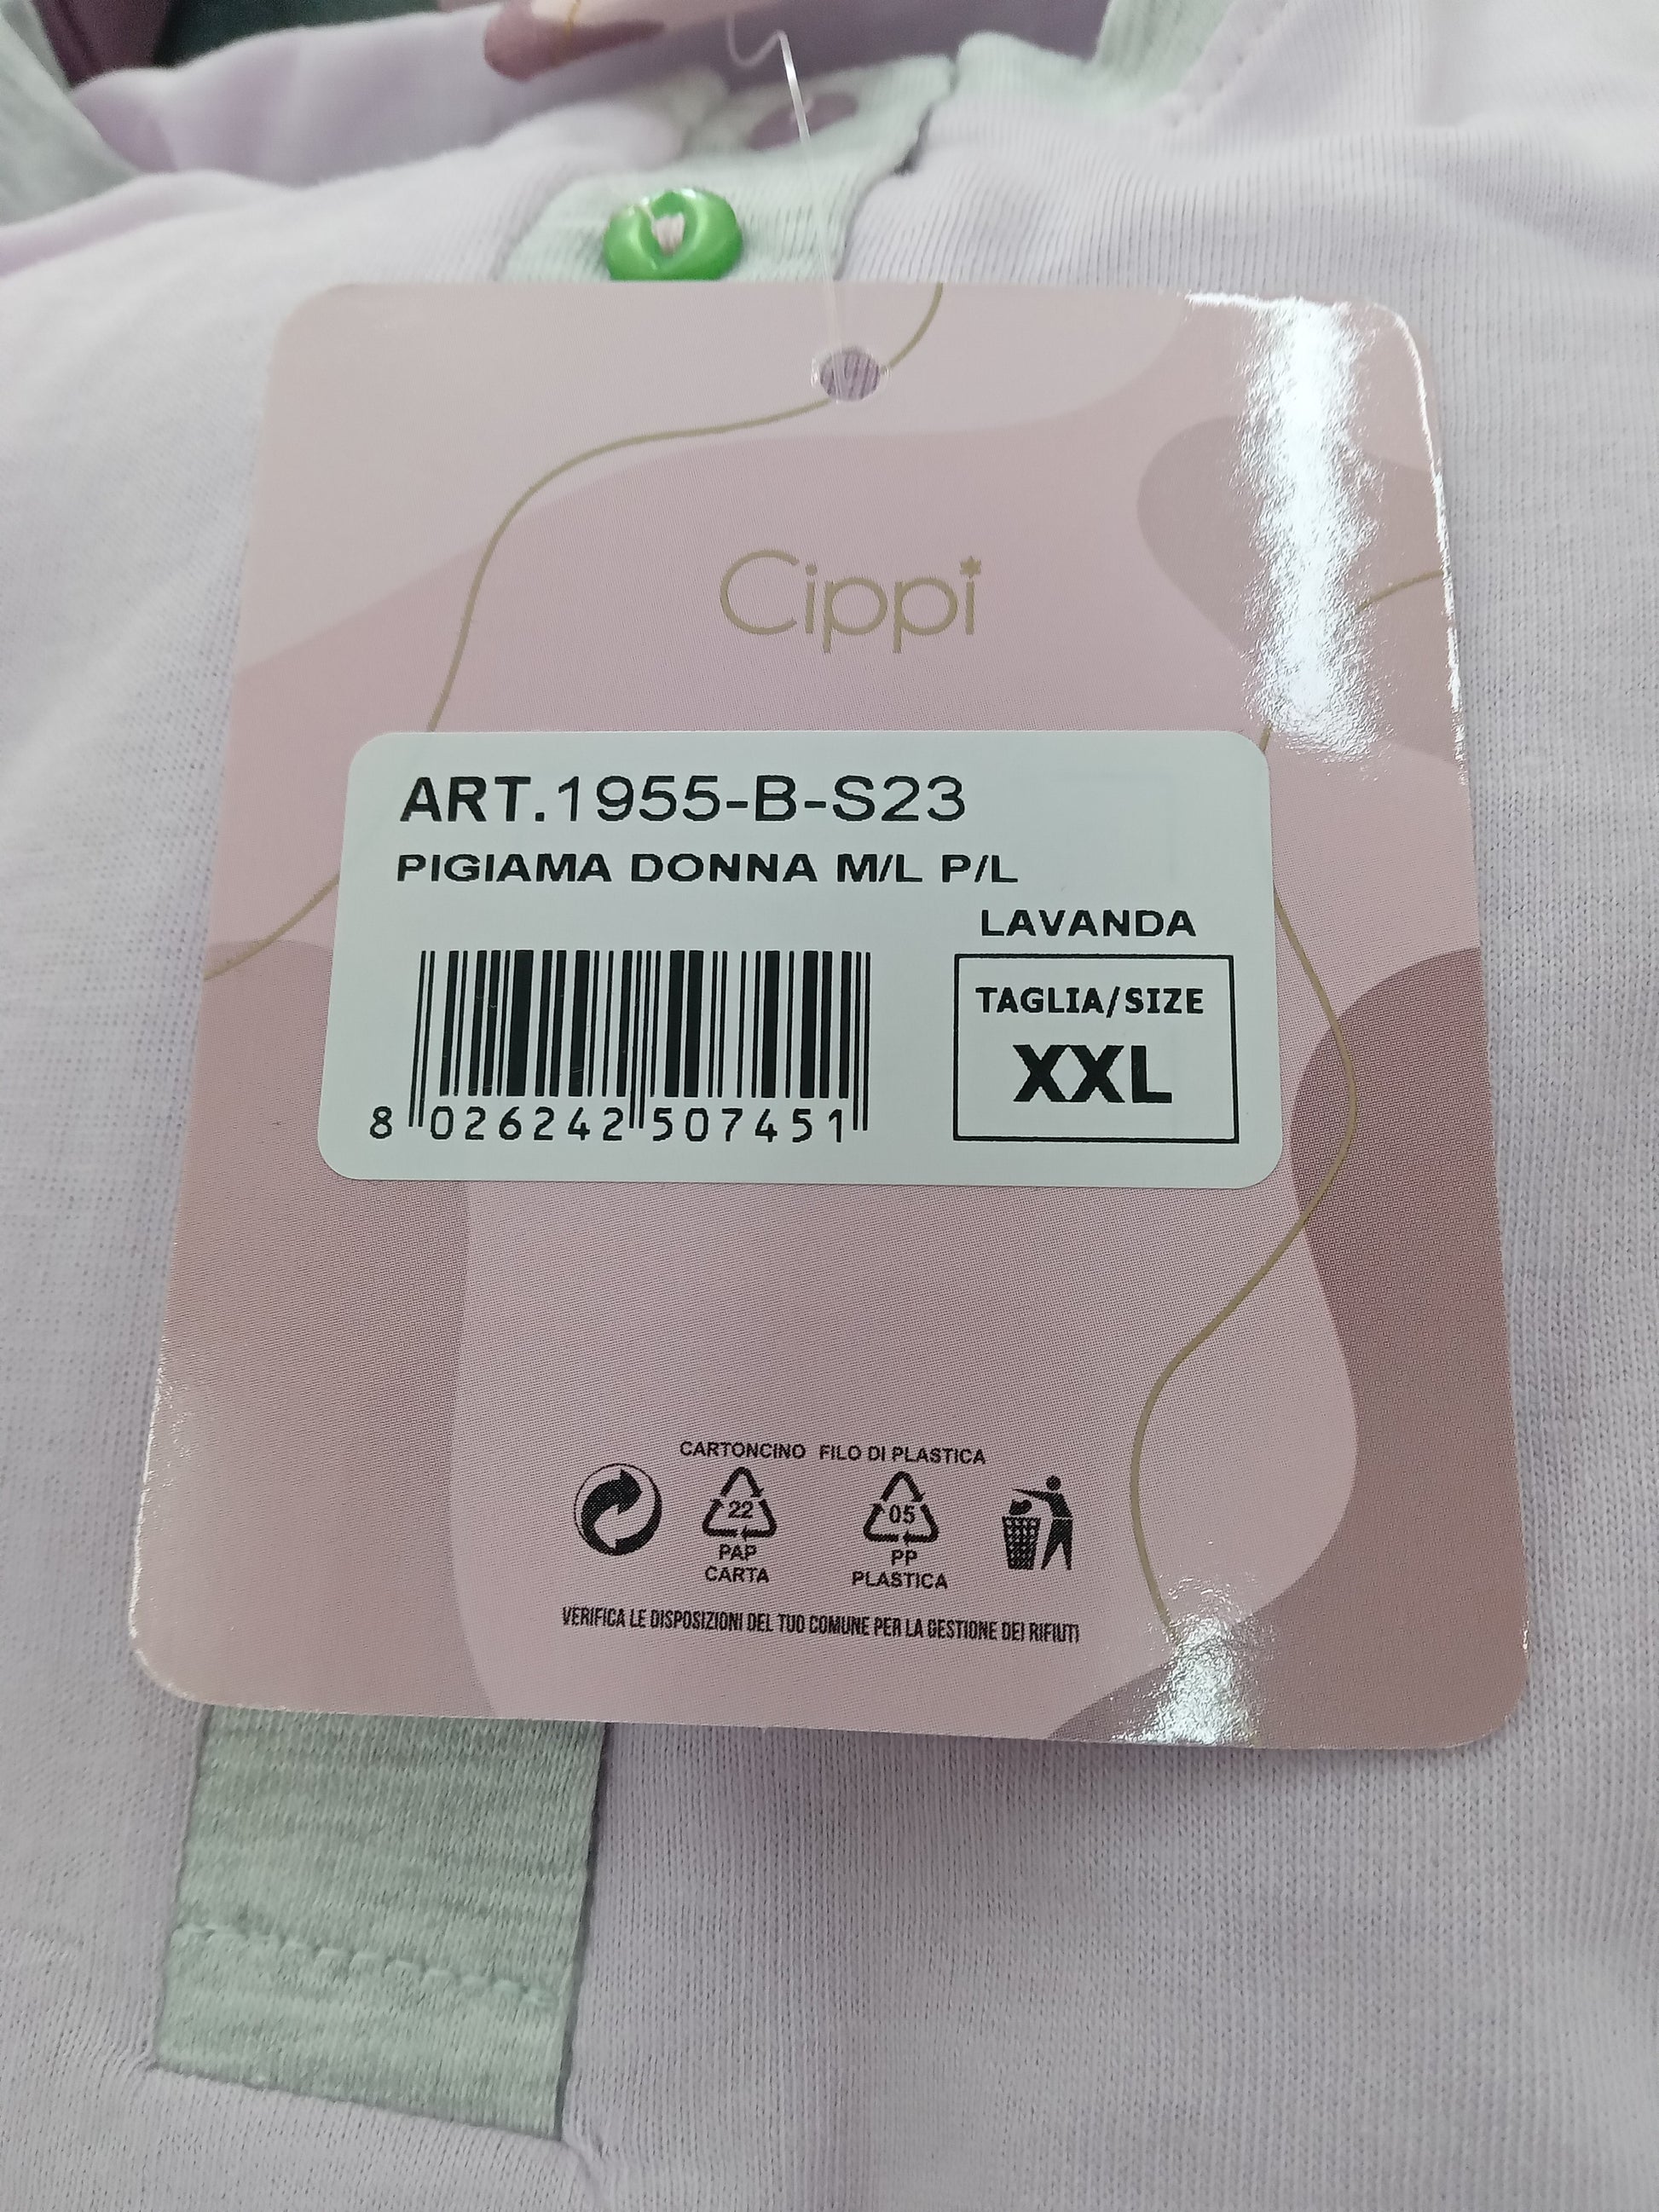 Cippi
ART.1955-B-S23
PIGIAMA DONNA M/L P/L
LAVANDA
TAGLIA/SIZE
XXL
8 026242 507451
CARTONCINO FILO DI PLASTICA
22 05
PAP PP
CARTA PLASTICA
VERIFICA LE DISPOSIZIONI DEL TUO COMUNE PER LA GESTIONE DEI RIFIUTI